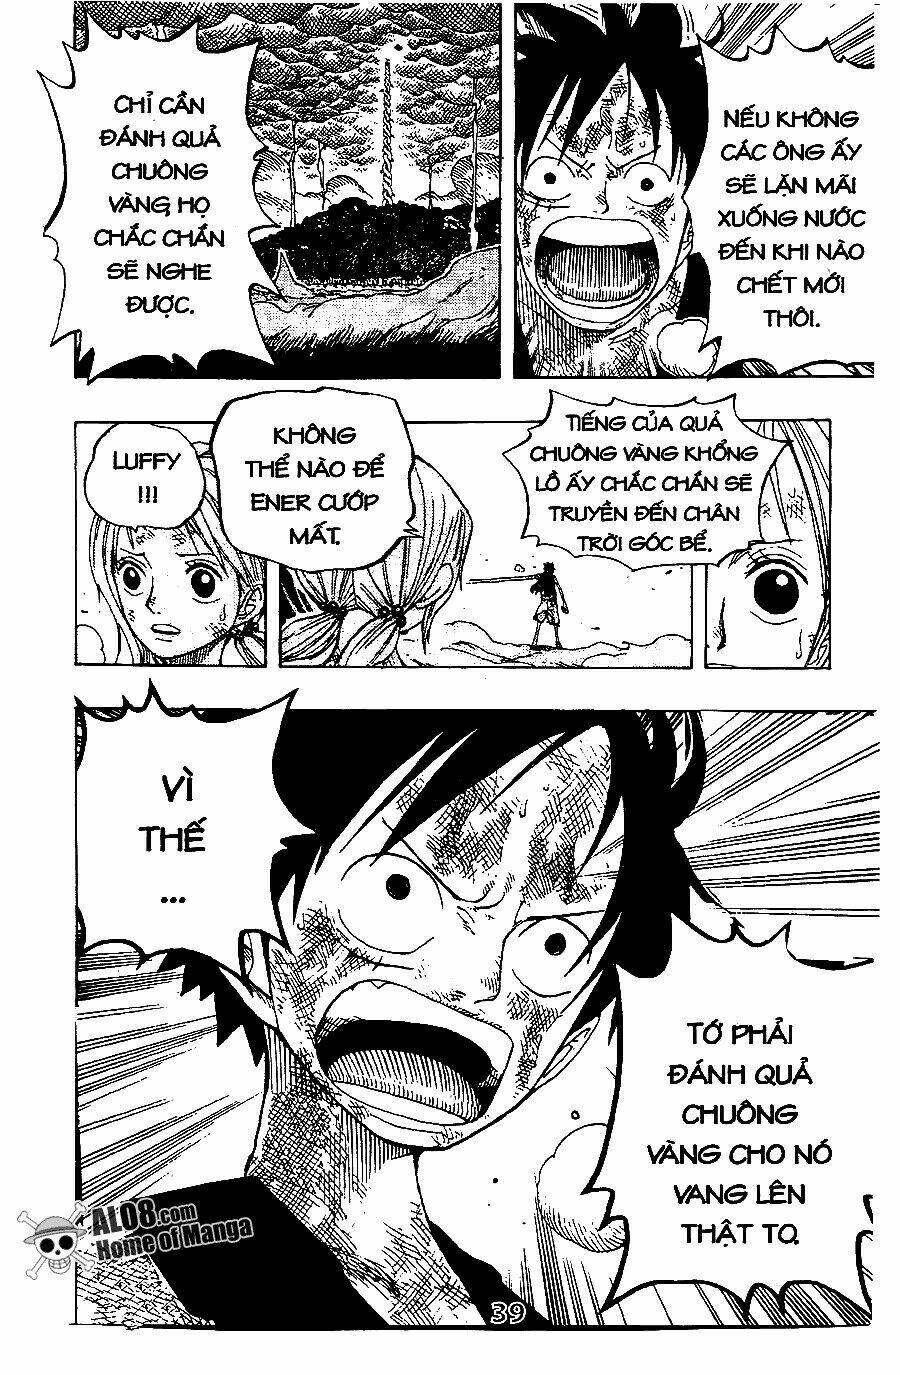 NẾU KHÔNG
CÁC ÔNG ẤY
SẼ LẶN MÃI
XUỐNG NƯỚC
ĐẾN KHI NÀO
CHẾT MỚI
THÔI.
CHỈ CẦN
ĐÁNH QUẢ
CHUÔNG
VÀNG, HỌ
CHẮC CHẮN
SẼ NGHE
ĐƯỢC.
TIẾNG CỦA QUẢ
CHUÔNG VÀNG KHỔNG
LỒ ẤY CHẮC CHẮN SẼ
TRUYỀN ĐẾN CHÂN
TRỜI GÓC BỂ.
KHÔNG
THỂ NÀO ĐỂ
ENER CƯỚP
MẤT.
LUFFY
!!!
VÌ
THẾ
...
TỚ PHẢI
ĐÁNH QUẢ
CHUÔNG
VÀNG CHO NÓ
VANG LÊN
THẬT TO.
AL08.com
Home of Manga
39